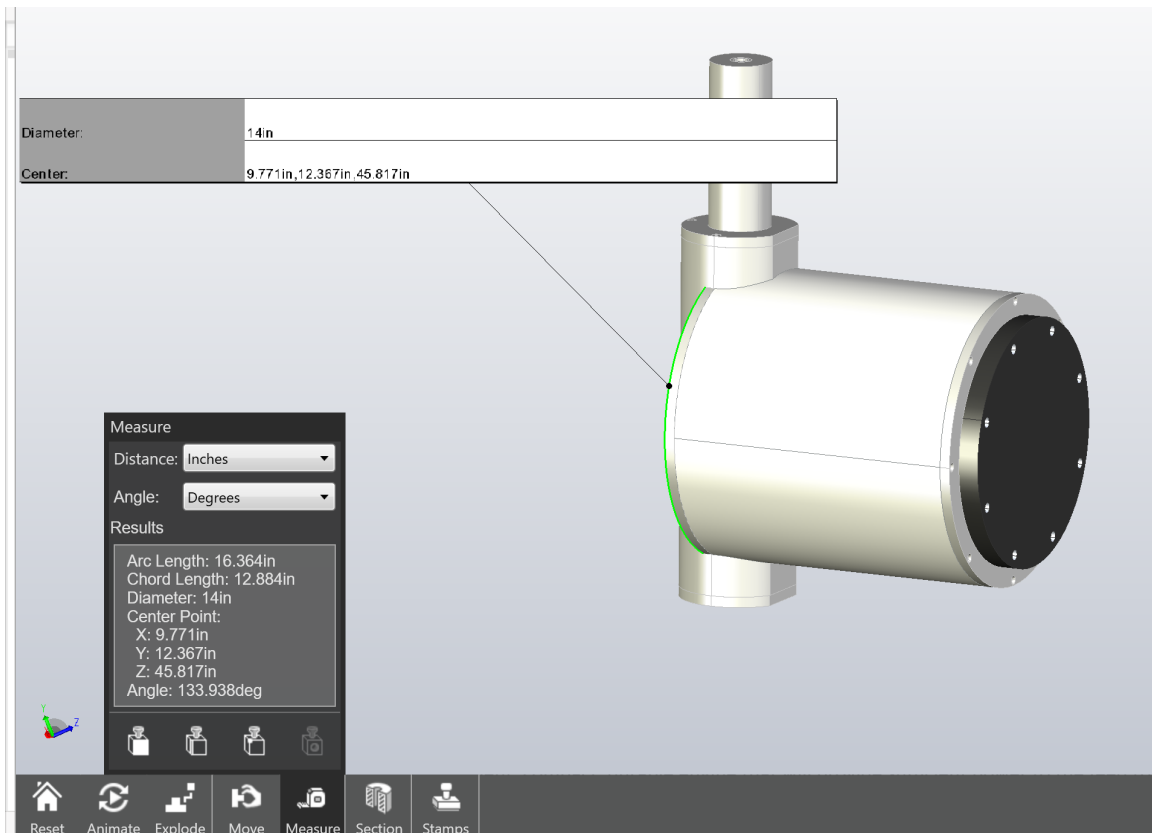 Diameter: 14in
Center: 9.771in,12.367in,45.817in
Measure
Distance: Inches
Angle: Degrees
Results
Arc Length: 16.364in
Chord Length: 12.884in
Diameter: 14in
Center Point:
X: 9.771in
Y: 12.367in
Z: 45.817in
Angle: 133.938deg
Y
Z
Reset Animate Explode Move Measure Section Stamps